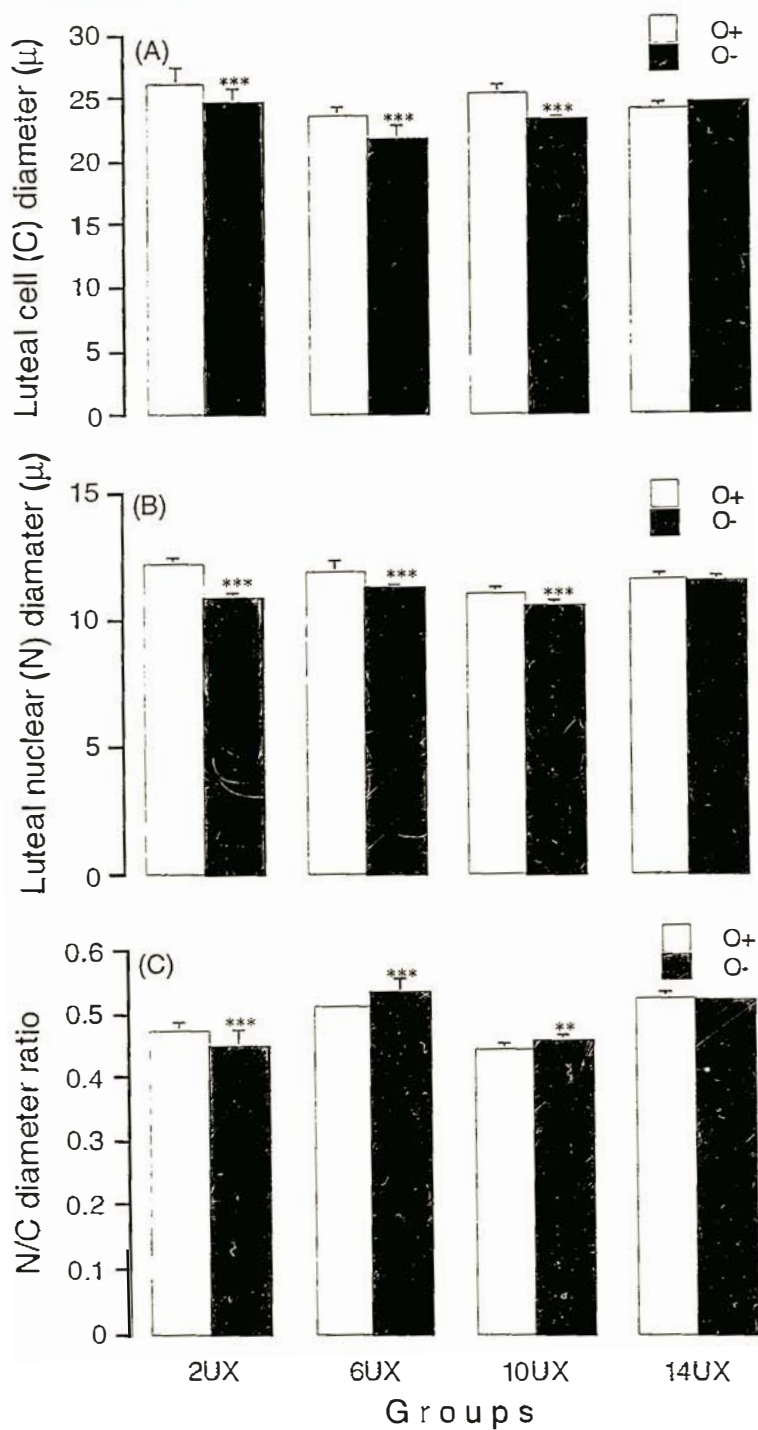 (A)
O+
O-
Luteal cell (C) diameter (μ)
30
25
20
15
10
5
0
***
***
***
(B)
O+
O-
Luteal nuclear (N) diamater (μ)
15
10
5
0
***
***
***
(C)
O+
O-
N/C diameter ratio
0.6
0.5
0.4
0.3
0.2
0.1
0
***
***
**
2UX 6UX 10UX 14UX
Groups